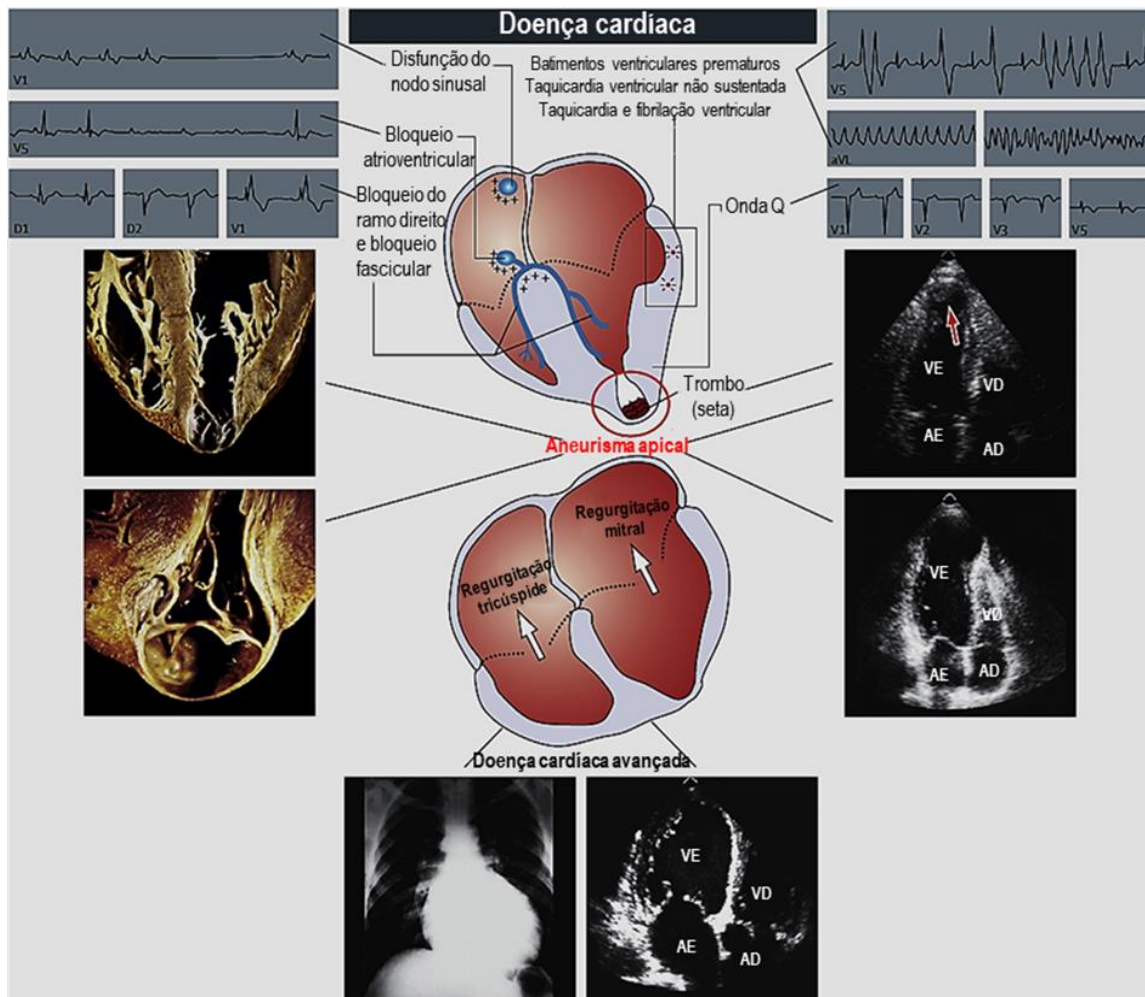 Doença cardíaca
V1
V5
D1
D2
V1
Disfunção do
nodo sinusal
Bloqueio
atrioventricular
Bloqueio do
ramo direito
e bloqueio
fascicular
Batimentos ventriculares prematuros
Taquicardia ventricular não sustentada
Taquicardia e fibrilação ventricular
V5
aVL
Onda Q
V1
V2
V3
V5
Trombo
(seta)
Aneurisma apical
VE
VD
AE
AD
Regurgitação
mitral
Regurgitação
tricúspide
VE
VD
AE
AD
Doença cardíaca avançada
VE
VD
AE
AD